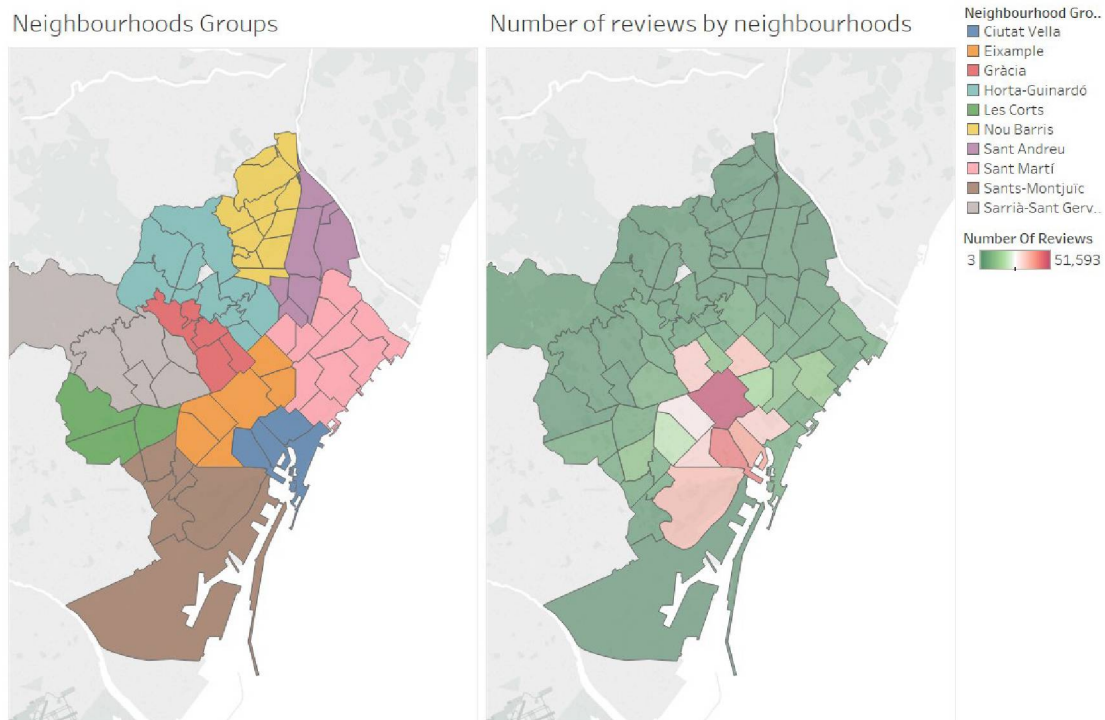 Neighbourhoods Groups
Number of reviews by neighbourhoods
Neighbourhood Gro..
Ciutat Vella
Eixample
Gràcia
Horta-Guinardó
Les Corts
Nou Barris
Sant Andreu
Sant Martí
Sants-Montjuïc
Sarrià-Sant Gerv..
Number Of Reviews
3 51,593